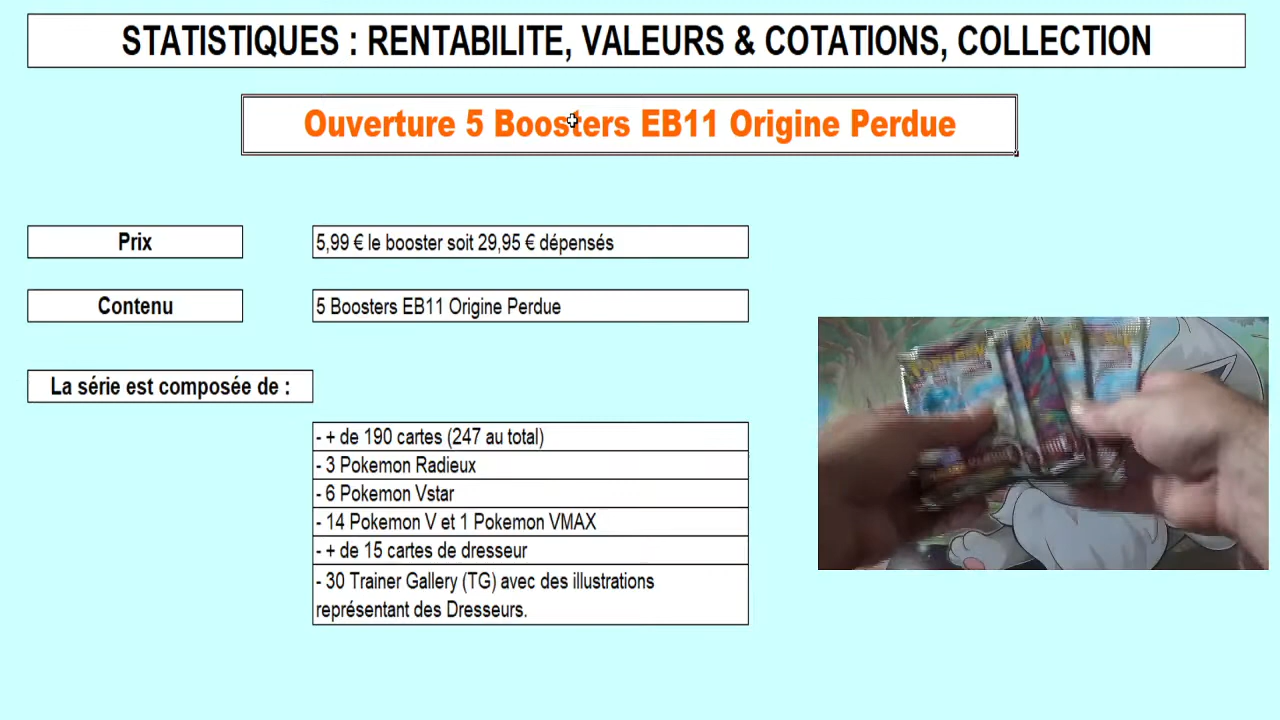 STATISTIQUES : RENTABILITE, VALEURS & COTATIONS, COLLECTION
Ouverture 5 Boosters EB11 Origine Perdue
Prix
5,99 € le booster soit 29,95 € dépensés
Contenu
5 Boosters EB11 Origine Perdue
La série est composée de :
- + de 190 cartes (247 au total)
- 3 Pokemon Radieux
- 6 Pokemon Vstar
- 14 Pokemon V et 1 Pokemon VMAX
- + de 15 cartes de dresseur
- 30 Trainer Gallery (TG) avec des illustrations
représentant des Dresseurs.